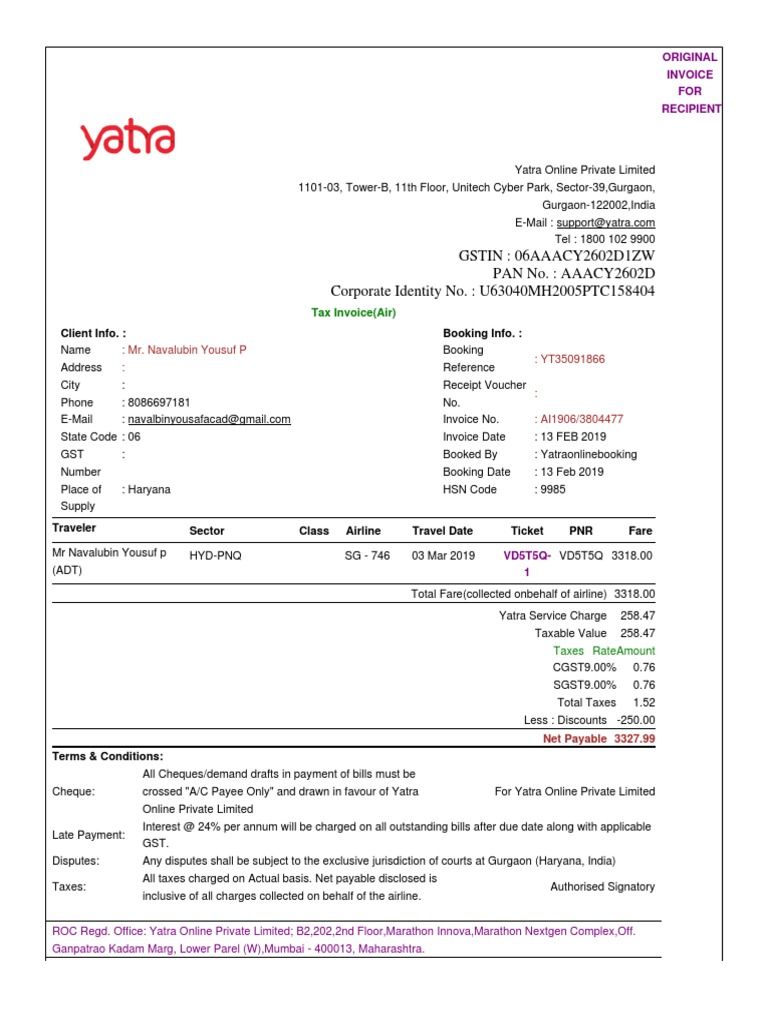 ORIGINAL
INVOICE
FOR
RECIPIENT
yatra
Yatra Online Private Limited
1101-03, Tower-B, 11th Floor, Unitech Cyber Park, Sector-39,Gurgaon,
Gurgaon-122002,India
E-Mail : support@yatra.com
Tel : 1800 102 9900
GSTIN : 06AAACY2602D1ZW
PAN No. : AAACY2602D
Corporate Identity No. : U63040MH2005PTC158404
Tax Invoice(Air)
Client Info. :
Name : Mr. Navalubin Yousuf P
Address :
City :
Phone : 8086697181
E-Mail : navalbinyousafacad@gmail.com
State Code : 06
GST :
Number
Place of : Haryana
Supply
Booking Info. :
Booking
Reference : YT35091866
Receipt Voucher
No. :
Invoice No. : AI1906/3804477
Invoice Date : 13 FEB 2019
Booked By : Yatraonlinebooking
Booking Date : 13 Feb 2019
HSN Code : 9985
Traveler Sector Class Airline Travel Date Ticket PNR Fare
Mr Navalubin Yousuf p HYD-PNQ SG - 746 03 Mar 2019 VD5T5Q- VD5T5Q 3318.00
(ADT) 1
Total Fare(collected onbehalf of airline) 3318.00
Yatra Service Charge 258.47
Taxable Value 258.47
Taxes RateAmount
CGST9.00% 0.76
SGST9.00% 0.76
Total Taxes 1.52
Less : Discounts -250.00
Net Payable 3327.99
Terms & Conditions:
Cheque: All Cheques/demand drafts in payment of bills must be
crossed "A/C Payee Only" and drawn in favour of Yatra
Online Private Limited
For Yatra Online Private Limited
Late Payment: Interest @ 24% per annum will be charged on all outstanding bills after due date along with applicable
GST.
Disputes: Any disputes shall be subject to the exclusive jurisdiction of courts at Gurgaon (Haryana, India)
Taxes: All taxes charged on Actual basis. Net payable disclosed is
inclusive of all charges collected on behalf of the airline.
Authorised Signatory
ROC Regd. Office: Yatra Online Private Limited; B2,202,2nd Floor,Marathon Innova,Marathon Nextgen Complex,Off.
Ganpatrao Kadam Marg, Lower Parel (W),Mumbai - 400013, Maharashtra.